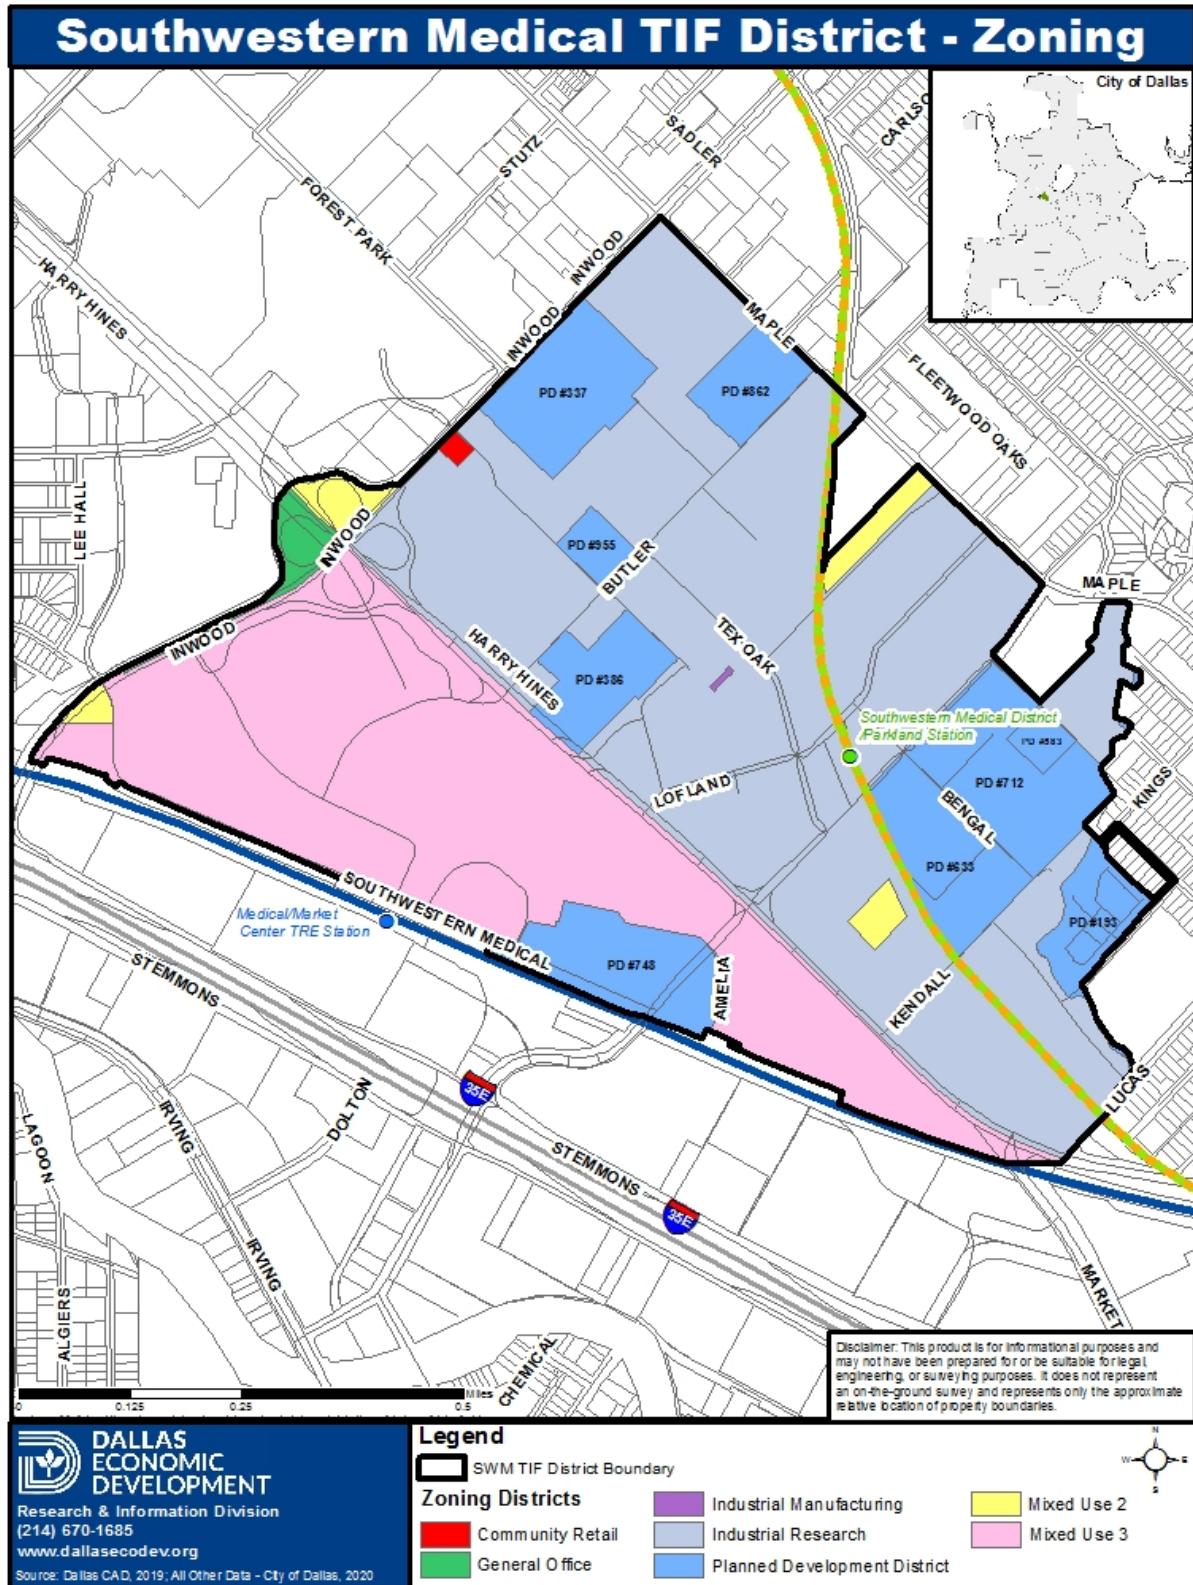 Southwestern Medical TIF District - Zoning
City of Dallas
CARLSO
SADLER
STUTZ
FOREST PARK
HARRY HINES
INWOOD
INWOOD
MAPLE
FLEETWOOD OAKS
PD #337
PD #862
LEE HALL
INWOOD
PD #955
BUTLER
MAPLE
INWOOD
HARRY HINES
TEX OAK
PD #386
Southwestern Medical District
/Parkland Station
PD #712
KINGS
LOFLAND
BENGAL
PD #633
SOUTHWESTERN MEDICAL
Medical/Market
Center TRE Station
PD #193
STEMMONS
PD #748
AMELIA
KENDALL
35E
LUCAS
DOLTON
IRVING
LAGOON
STEMMONS
35E
IRVING
ALGIERS
MARKET
CHEMICAL
Disclaimer: This product is for informational purposes and
may not have been prepared for or be suitable for legal,
engineering, or surveying purposes. It does not represent
an on-the-ground survey and represents only the approximate
relative location of property boundaries.
Miles
0 0.125 0.25 0.5
DALLAS
ECONOMIC
DEVELOPMENT
Research & Information Division
(214) 670-1685
www.dallasecodev.org
Source: Dallas CAD, 2019; All Other Data - City of Dallas, 2020
Legend
SWM TIF District Boundary
Zoning Districts
Community Retail
General Office
Industrial Manufacturing
Industrial Research
Planned Development District
Mixed Use 2
Mixed Use 3
N
W E
S